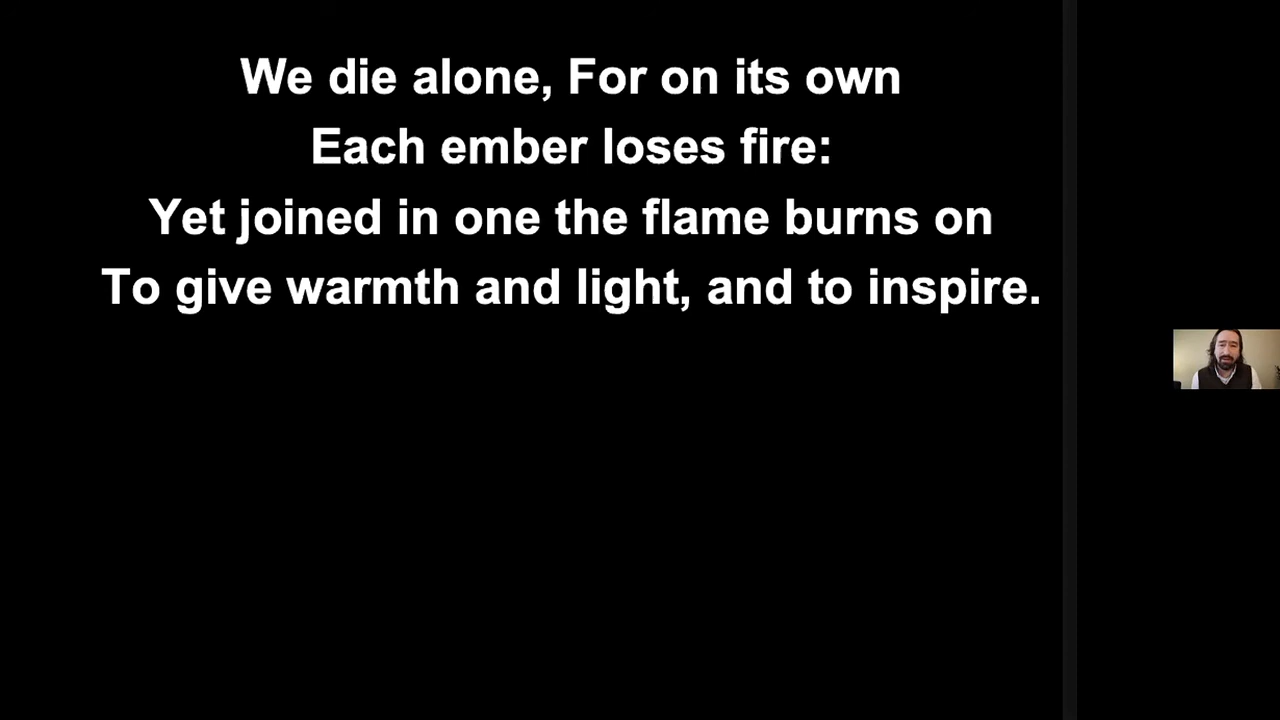 We die alone, For on its own
Each ember loses fire:
Yet joined in one the flame burns on
To give warmth and light, and to inspire.